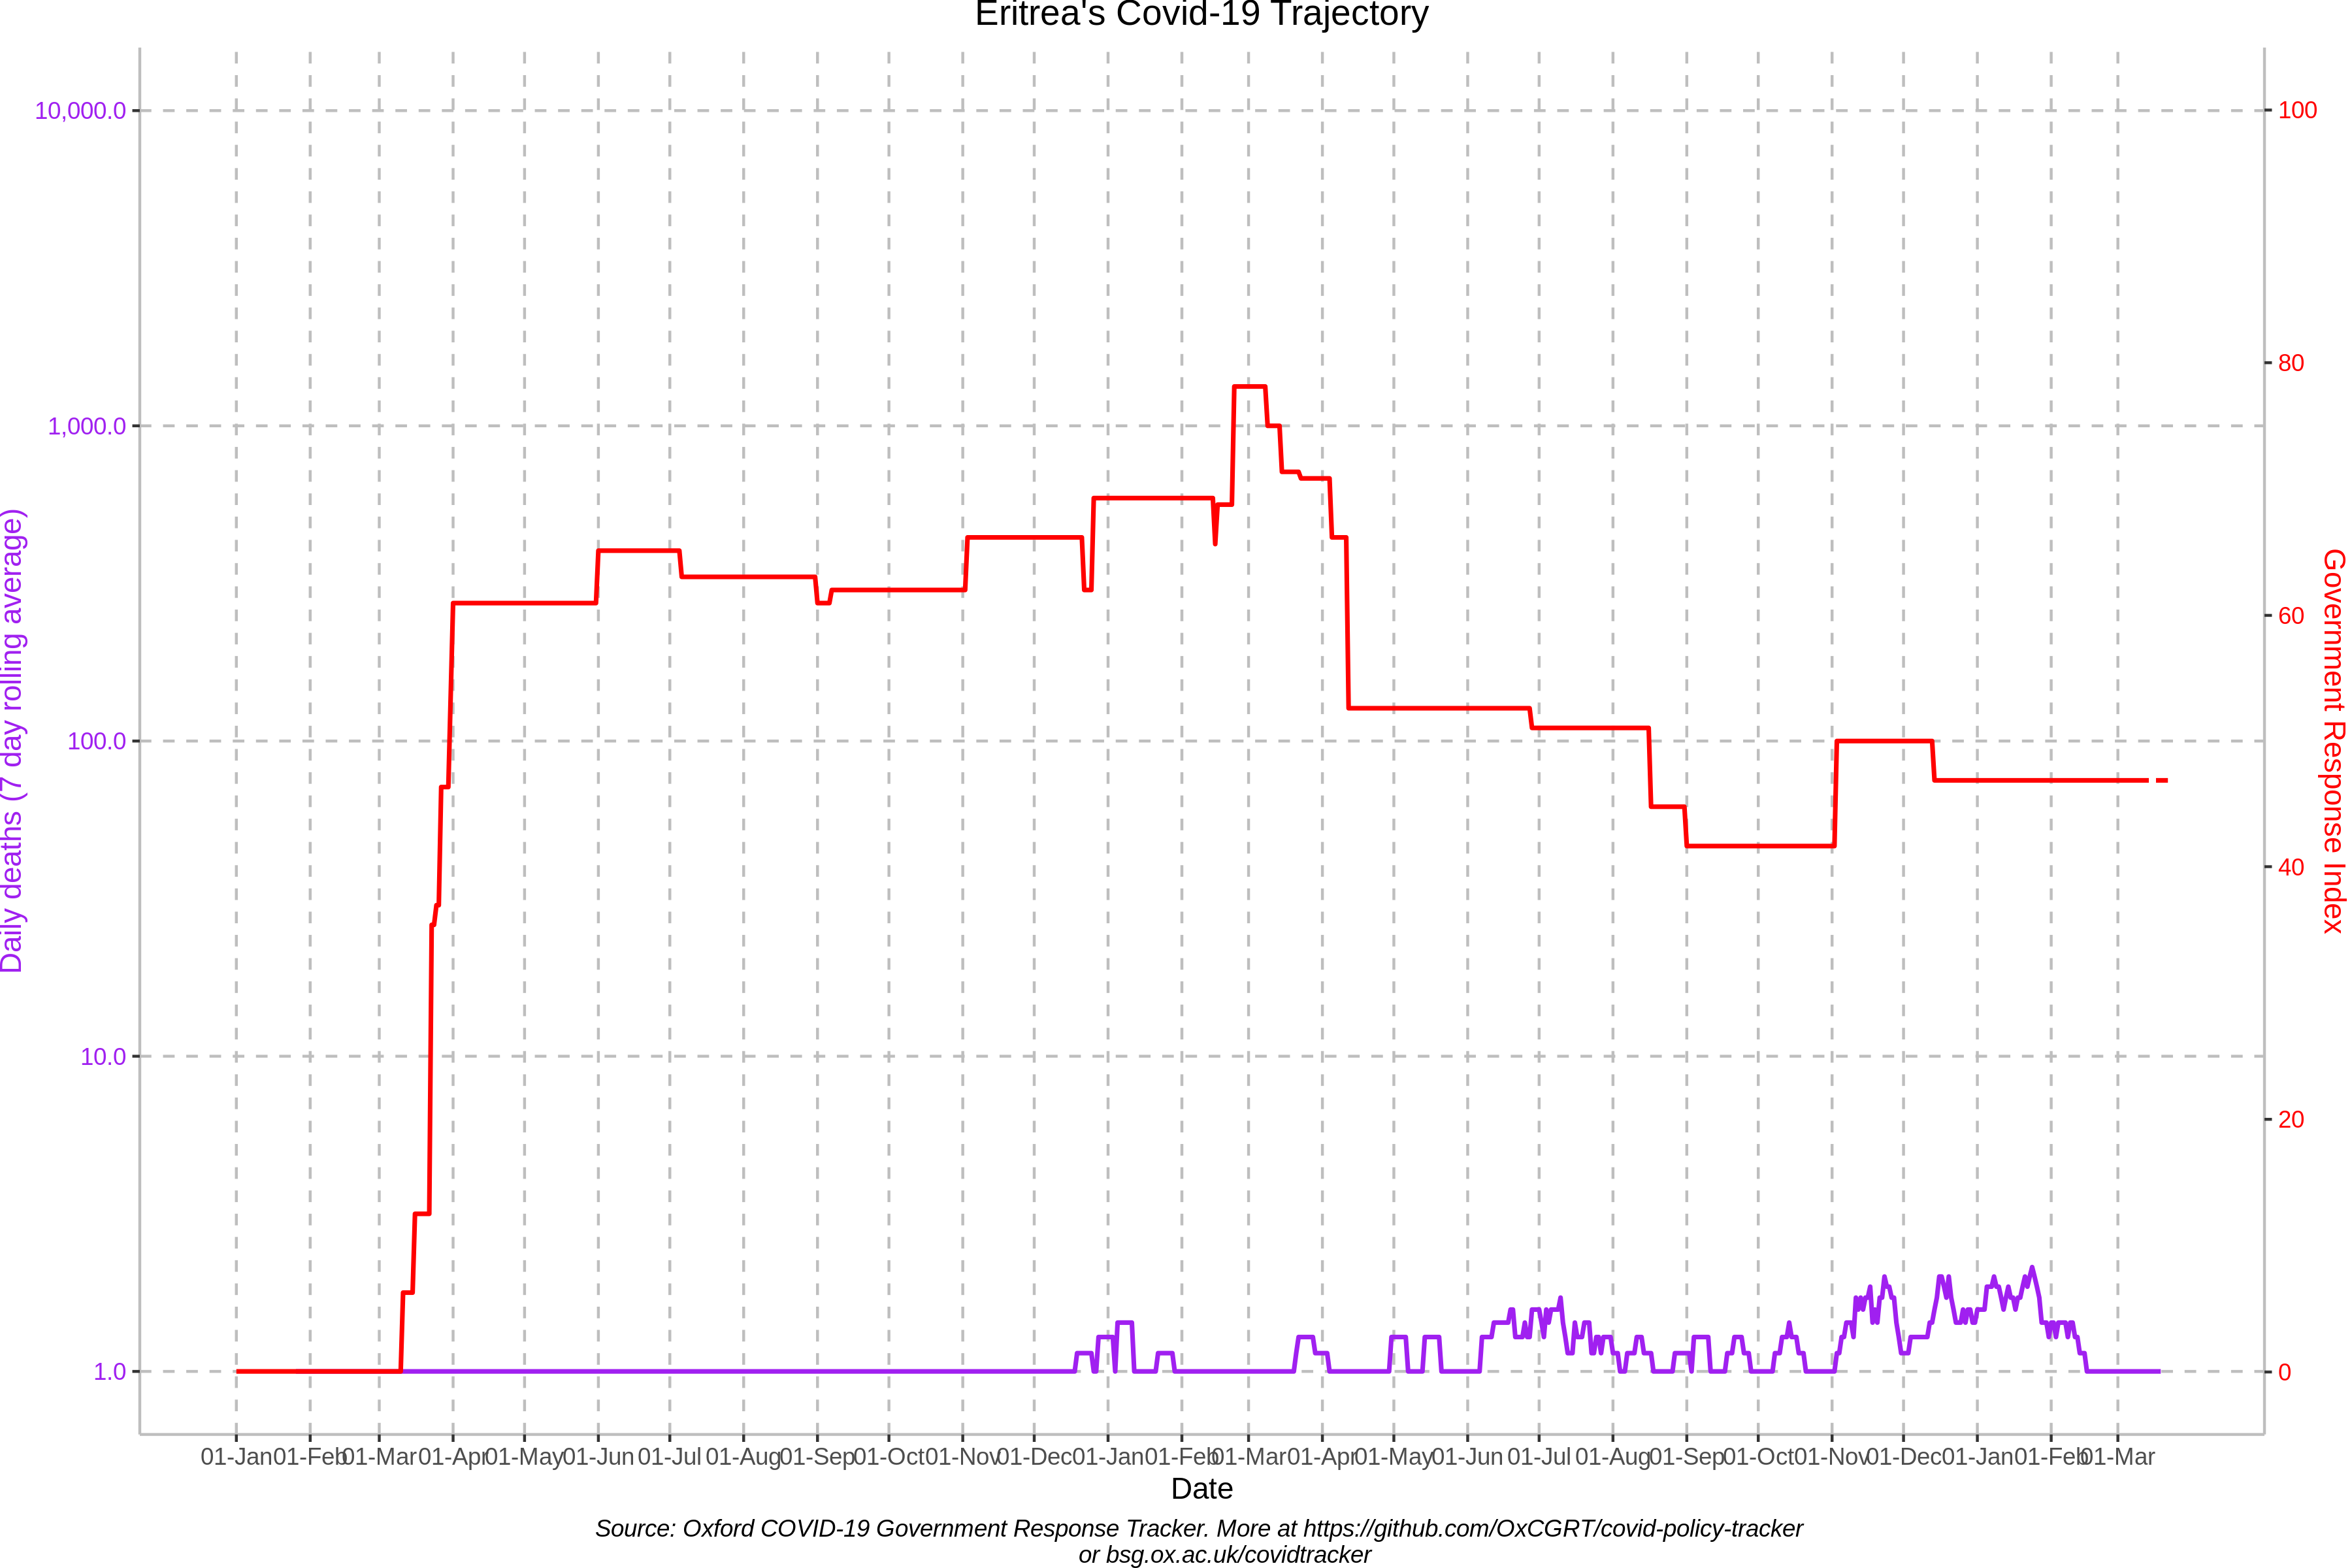 Eritrea's Covid-19 Trajectory
10,000.0
1,000.0
100.0
10.0
1.0
Daily deaths (7 day rolling average)
100
80
60
40
20
0
Government Response Index
01-Jan 01-Feb 01-Mar 01-Apr 01-May 01-Jun 01-Jul 01-Aug 01-Sep 01-Oct 01-Nov 01-Dec 01-Jan 01-Feb 01-Mar 01-Apr 01-May 01-Jun 01-Jul 01-Aug 01-Sep 01-Oct 01-Nov 01-Dec 01-Jan 01-Feb 01-Mar
Date
Source: Oxford COVID-19 Government Response Tracker. More at https://github.com/OxCGRT/covid-policy-tracker
or bsg.ox.ac.uk/covidtracker